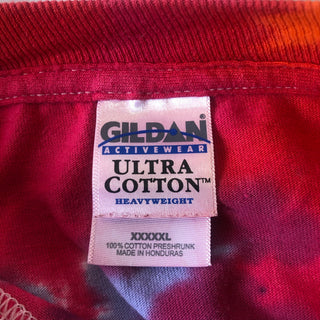 GILDAN®
ACTIVEWEAR
ULTRA
COTTON™
HEAVYWEIGHT
XXXXXL
100% COTTON PRESHRUNK
MADE IN HONDURAS